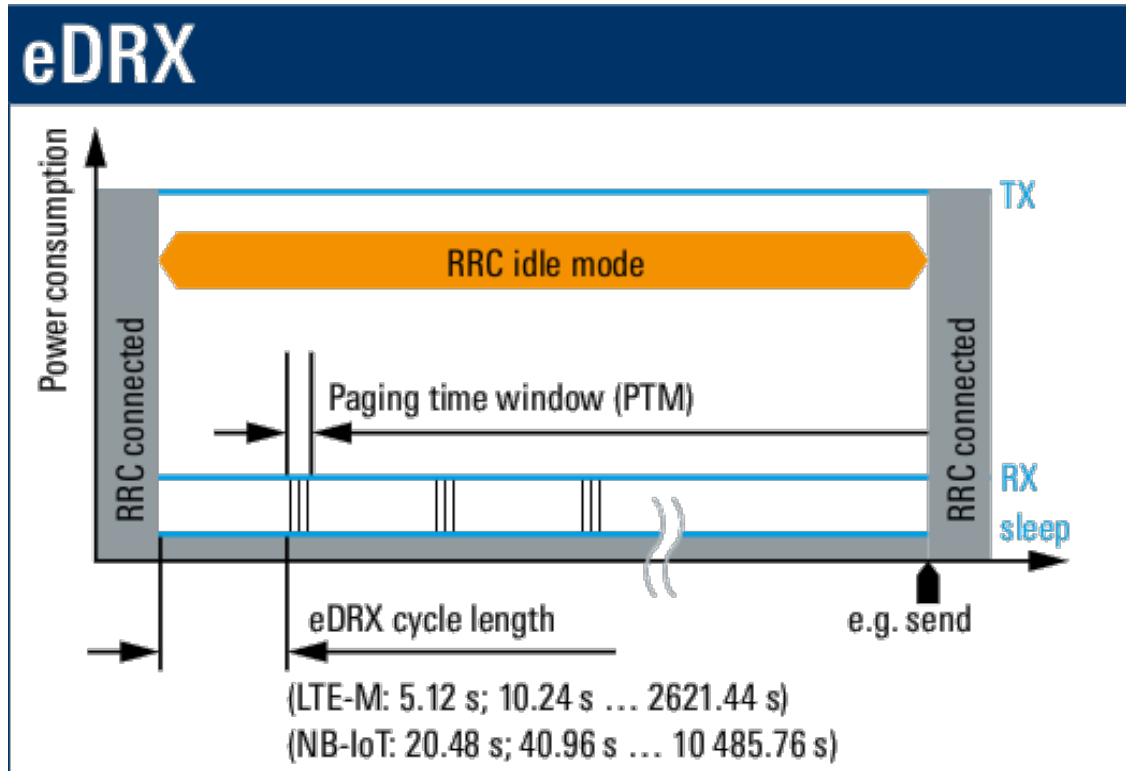 eDRX
Power consumption
TX
RRC idle mode
RRC connected
RRC connected
Paging time window (PTM)
RX
sleep
eDRX cycle length
e.g. send
(LTE-M: 5.12 s; 10.24 s … 2621.44 s)
(NB-IoT: 20.48 s; 40.96 s … 10 485.76 s)